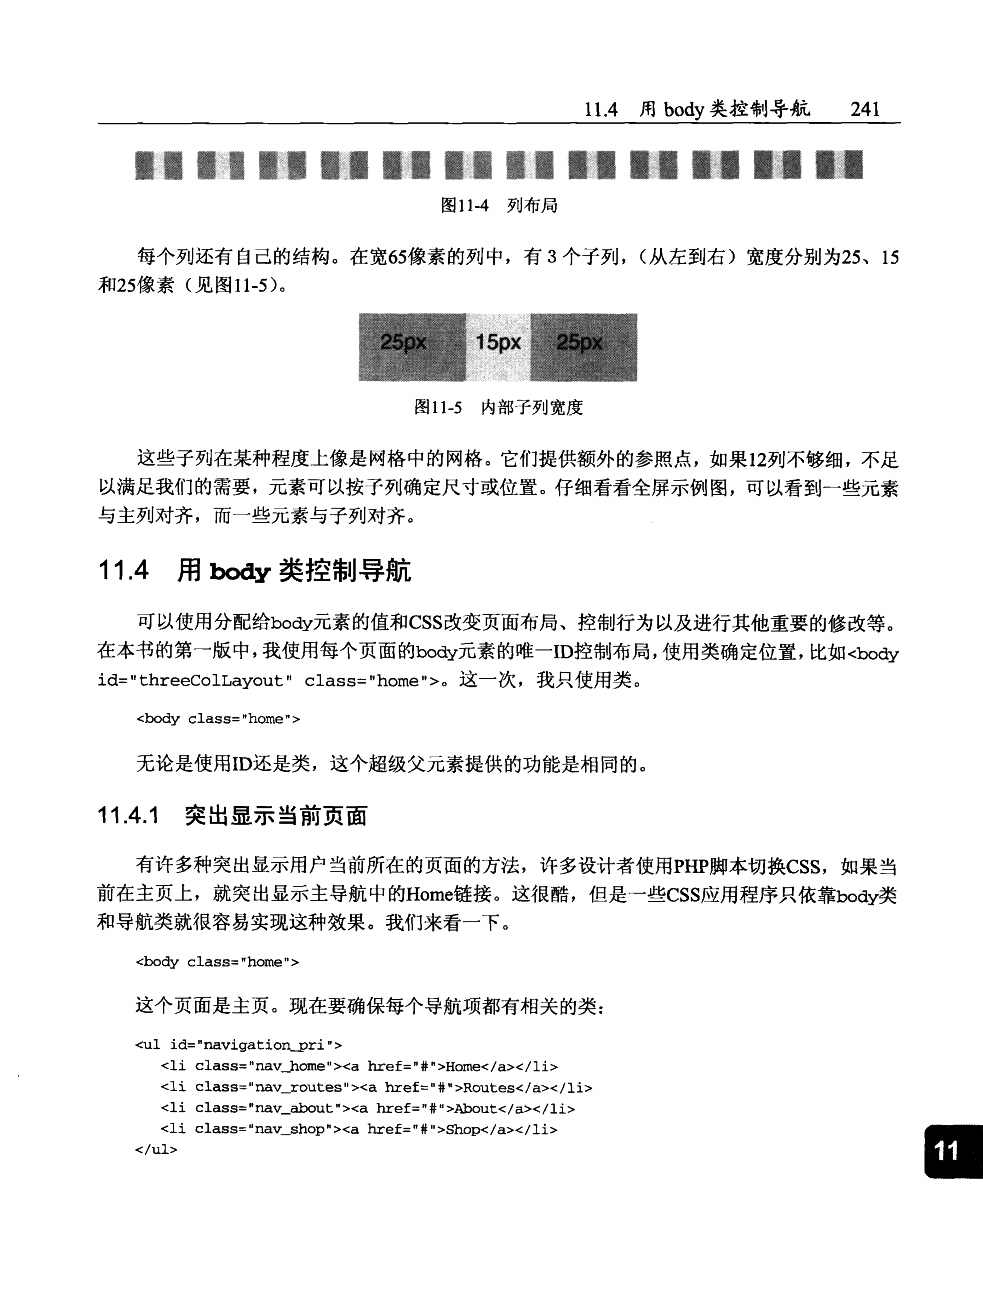 11.4 用 body 类控制导航 241
图11-4 列布局
每个列还有自己的结构。在宽65像素的列中，有 3 个子列，（从左到右）宽度分别为25、15
和25像素（见图11-5）。
25px 15px 25px
图11-5 内部子列宽度
这些子列在某种程度上像是网格中的网格。它们提供额外的参照点，如果12列不够细，不足
以满足我们的需要，元素可以按子列确定尺寸或位置。仔细看看全屏示例图，可以看到一些元素
与主列对齐，而一些元素与子列对齐。
11.4 用 body 类控制导航
可以使用分配给body元素的值和CSS改变页面布局、控制行为以及进行其他重要的修改等。
在本书的第一版中，我使用每个页面的body元素的唯一ID控制布局，使用类确定位置，比如<body
id="threeColLayout" class="home">。这一次，我只使用类。
<body class="home">
无论是使用ID还是类，这个超级父元素提供的功能是相同的。
11.4.1 突出显示当前页面
有许多种突出显示用户当前所在的页面的方法，许多设计者使用PHP脚本切换CSS，如果当
前在主页上，就突出显示主导航中的Home链接。这很酷，但是一些CSS应用程序只依靠body类
和导航类就很容易实现这种效果。我们来看一下。
<body class="home">
这个页面是主页。现在要确保每个导航项都有相关的类：
<ul id="navigation_pri">
<li class="nav_home"><a href="#">Home</a></li>
<li class="nav_routes"><a href="#">Routes</a></li>
<li class="nav_about"><a href="#">About</a></li>
<li class="nav_shop"><a href="#">Shop</a></li>
</ul>
11